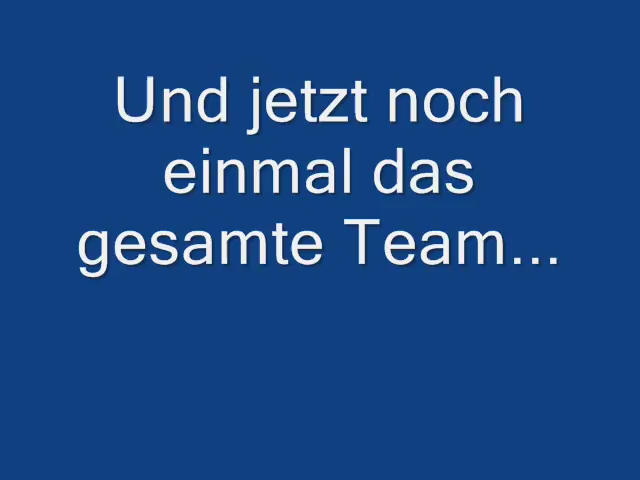 Und jetzt noch
einmal das
gesamte Team...